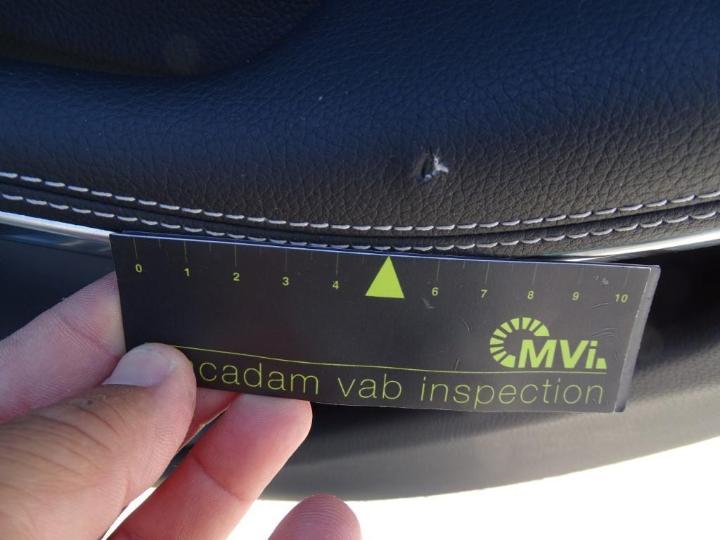 0 1 2 3 4 6 7 8 9 10
MVi.
cadam vab inspection